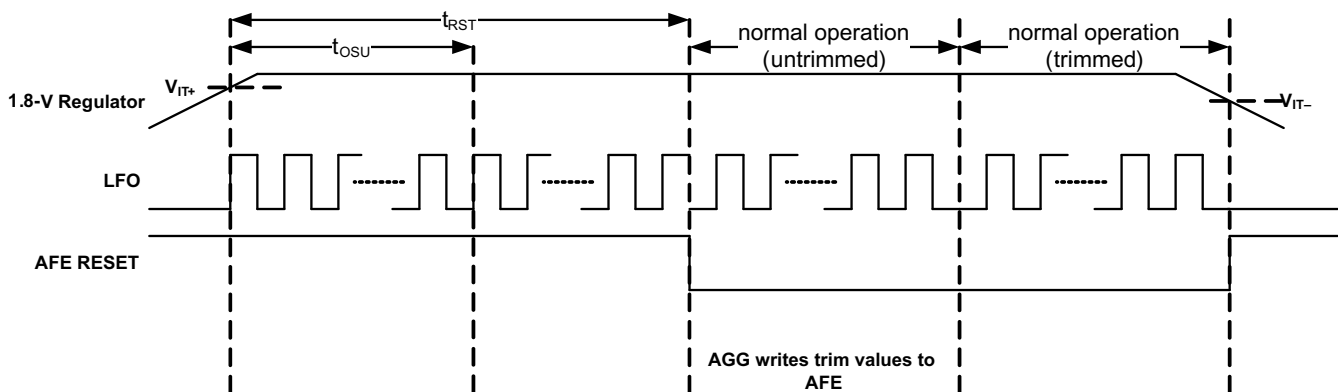 tRST
tOSU
normal operation
(untrimmed)
normal operation
(trimmed)
VIT+
1.8-V Regulator
VIT–
LFO
AFE RESET
AGG writes trim values to
AFE